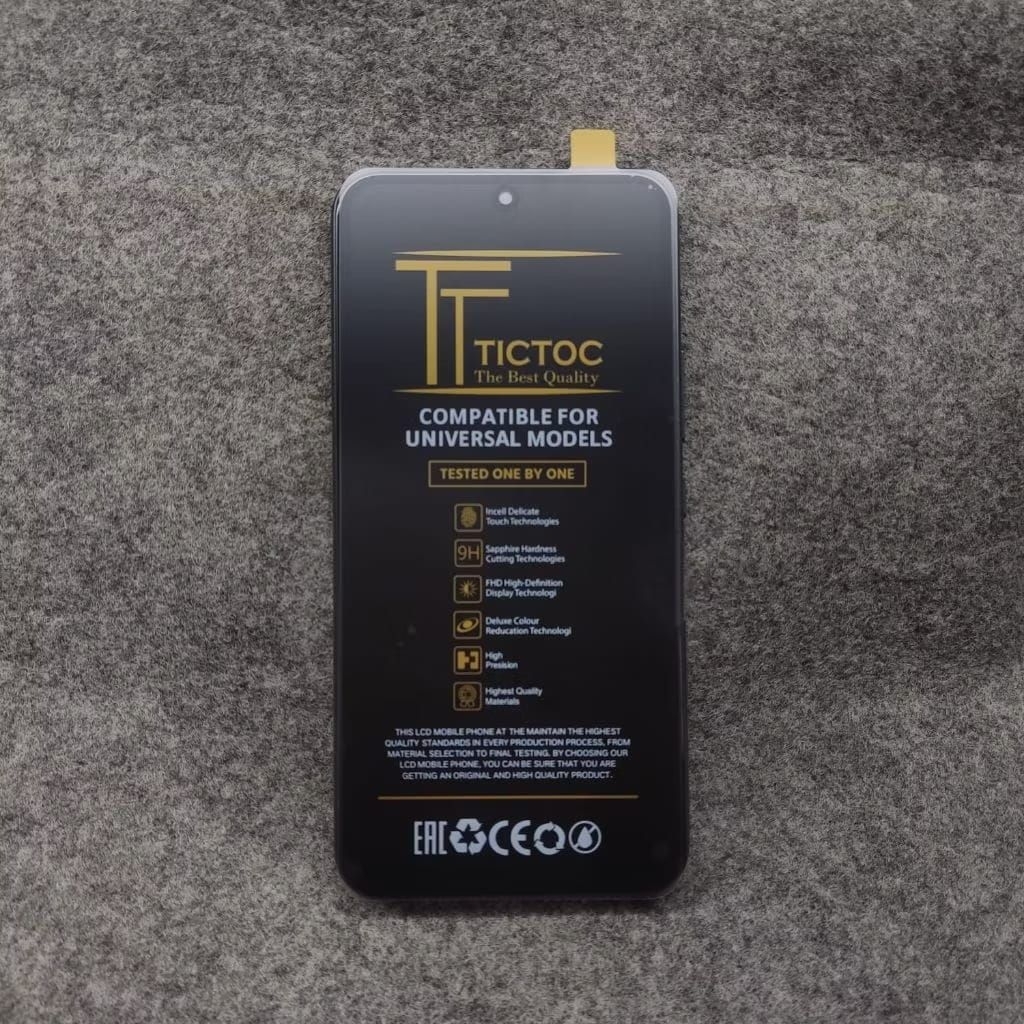 TT
TICTOC
The Best Quality
COMPATIBLE FOR
UNIVERSAL MODELS
TESTED ONE BY ONE
Incell Delicate
Touch Technologies
9H
Sapphire Hardness
Cutting Technologies
FHD High-Definition
Display Technologi
Deluxe Colour
Reducation Technologi
High
Presision
Highest Quality
Materials
THIS LCD MOBILE PHONE AT THE MAINTAIN THE HIGHEST
QUALITY STANDARDS IN EVERY PRODUCTION PROCESS, FROM
MATERIAL SELECTION TO FINAL TESTING. BY CHOOSING OUR
LCD MOBILE PHONE, YOU CAN BE SURE THAT YOU ARE
GETTING AN ORIGINAL AND HIGH QUALITY PRODUCT.
EAC CE